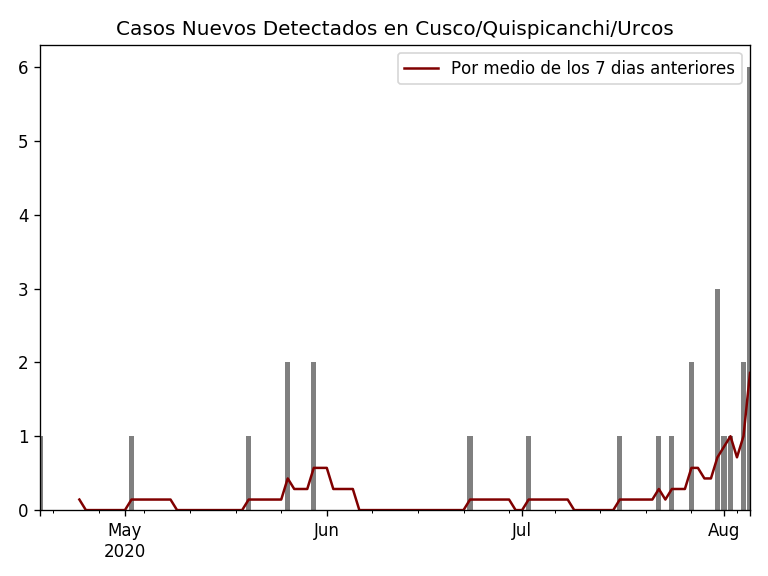 Casos Nuevos Detectados en Cusco/Quispicanchi/Urcos
Por medio de los 7 dias anteriores
6
5
4
3
2
1
0
May Jun Jul Aug
2020